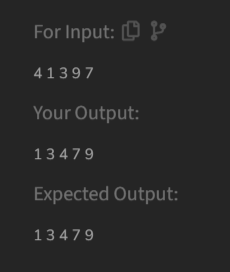 For Input:
4 1 3 9 7
Your Output:
1 3 4 7 9
Expected Output:
1 3 4 7 9